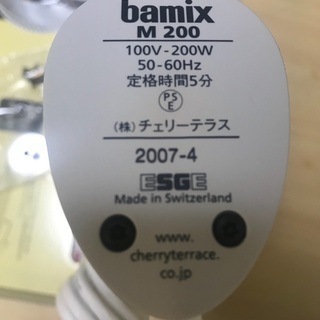 bamix
M 200
100V-200W
50-60Hz
定格時間5分
PS
E
(株)チェリーテラス
2007-4
ESGE
Made in Switzerland
www.
cherryterrace.
co.jp